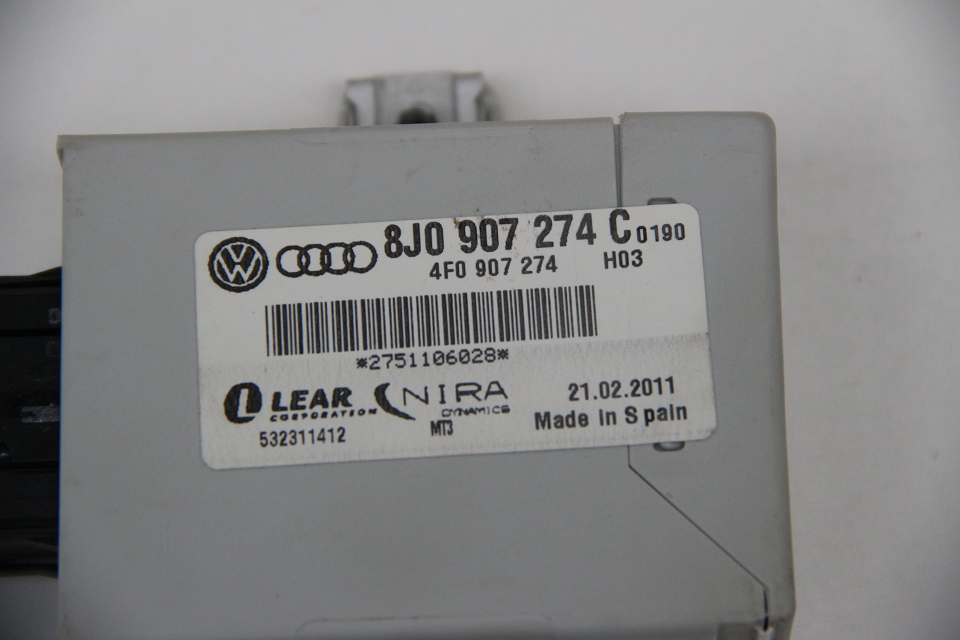 8J0 907 274 C 0190
4F0 907 274 H03
*2751106028*
LEAR NIRA 21.02.2011
CORPORATION DYNAMICS
532311412 MT3 Made in Spain